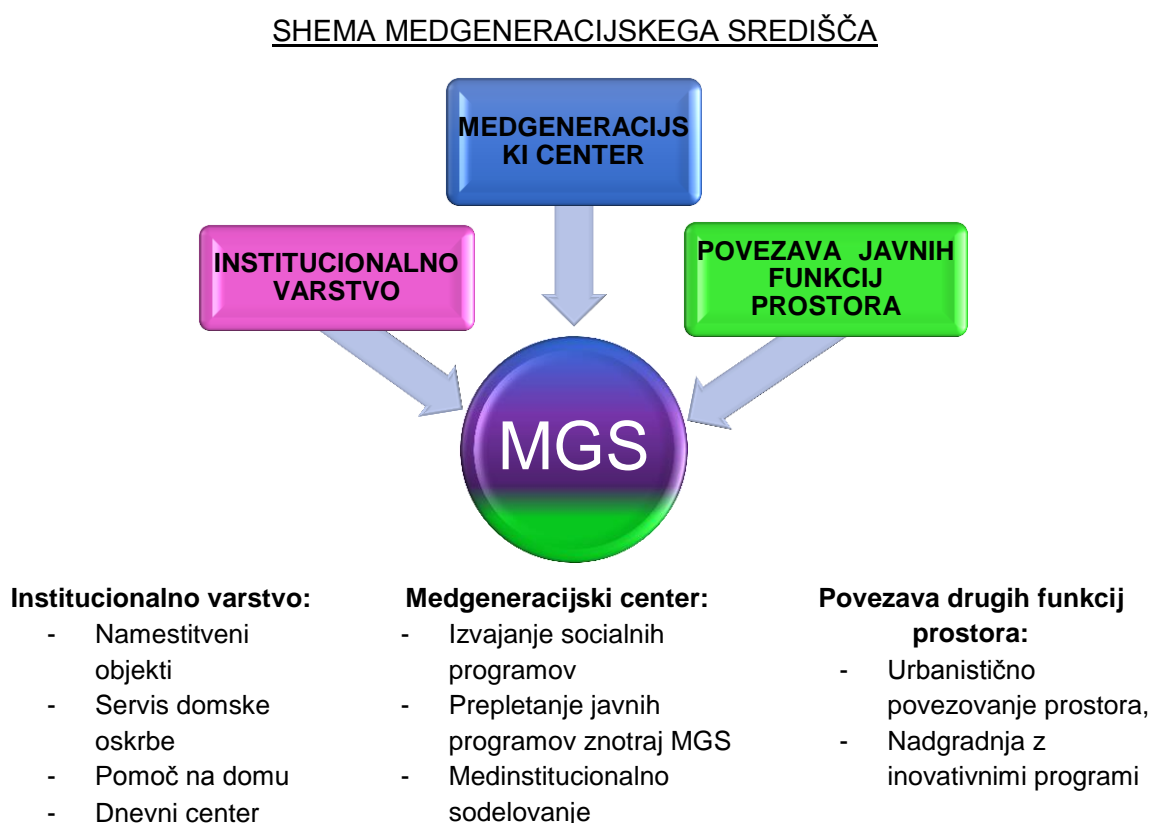 SHEMA MEDGENERACIJSKEGA SREDIŠČA
MEDGENERACIJS
KI CENTER
INSTITUCIONALNO
VARSTVO
POVEZAVA JAVNIH
FUNKCIJ
PROSTORA
MGS
Institucionalno varstvo:
- Namestitveni
objekti
- Servis domske
oskrbe
- Pomoč na domu
- Dnevni center
Medgeneracijski center:
- Izvajanje socialnih
programov
- Prepletanje javnih
programov znotraj MGS
- Medinstitucionalno
sodelovanje
Povezava drugih funkcij
prostora:
- Urbanistično
povezovanje prostora,
- Nadgradnja z
inovativnimi programi